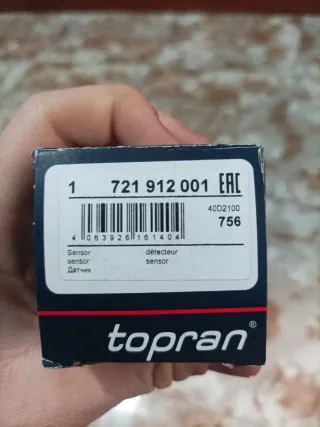 1 721 912 001 EAC
40D2100
756
4 063926 161404
Sensor détecteur
sensor sensor
Датчик
topran®